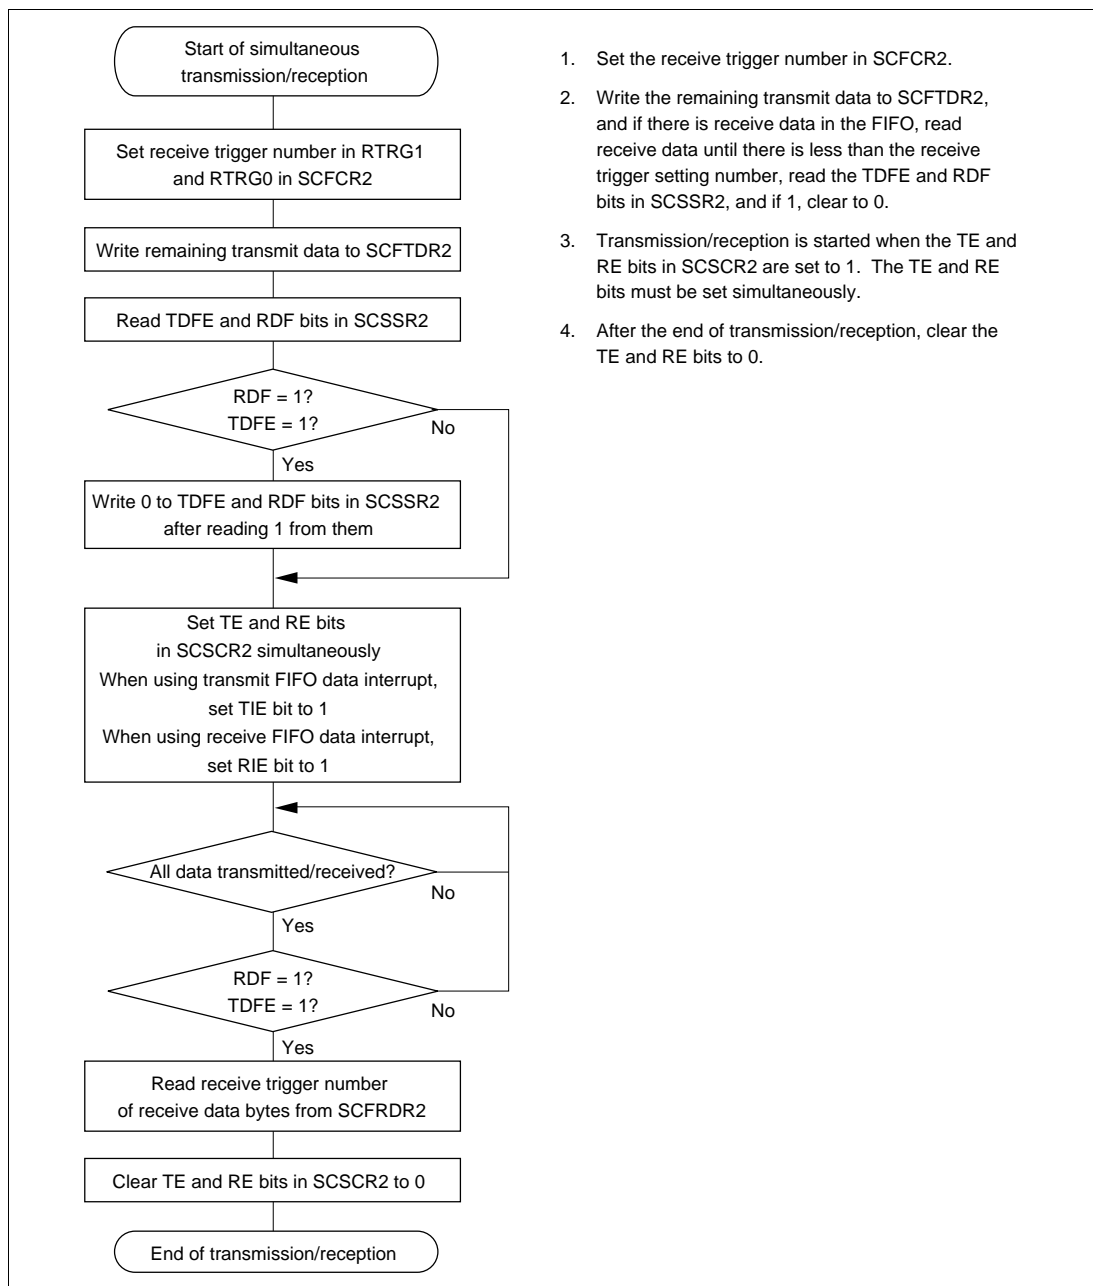 Start of simultaneous
transmission/reception
Set receive trigger number in RTRG1
and RTRG0 in SCFCR2
Write remaining transmit data to SCFTDR2
Read TDFE and RDF bits in SCSSR2
RDF = 1?
TDFE = 1?
No
Yes
Write 0 to TDFE and RDF bits in SCSSR2
after reading 1 from them
Set TE and RE bits
in SCSCR2 simultaneously
When using transmit FIFO data interrupt,
set TIE bit to 1
When using receive FIFO data interrupt,
set RIE bit to 1
All data transmitted/received?
No
Yes
RDF = 1?
TDFE = 1?
No
Yes
Read receive trigger number
of receive data bytes from SCFRDR2
Clear TE and RE bits in SCSCR2 to 0
End of transmission/reception
1. Set the receive trigger number in SCFCR2.
2. Write the remaining transmit data to SCFTDR2,
and if there is receive data in the FIFO, read
receive data until there is less than the receive
trigger setting number, read the TDFE and RDF
bits in SCSSR2, and if 1, clear to 0.
3. Transmission/reception is started when the TE and
RE bits in SCSCR2 are set to 1. The TE and RE
bits must be set simultaneously.
4. After the end of transmission/reception, clear the
TE and RE bits to 0.